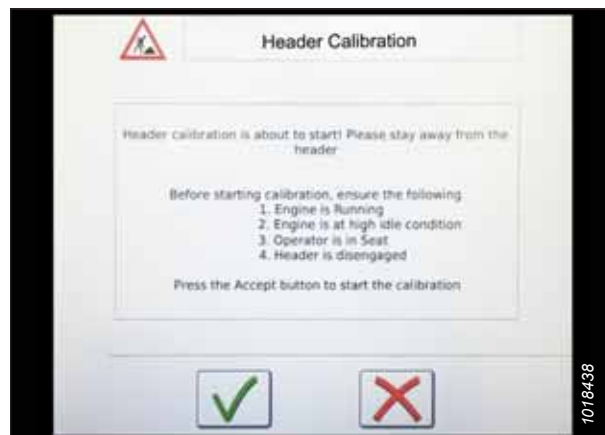 Header Calibration
Header calibration is about to start! Please stay away from the
header
Before starting calibration, ensure the following
1. Engine is Running
2. Engine is at high idle condition
3. Operator is in Seat
4. Header is disengaged
Press the Accept button to start the calibration
1018438